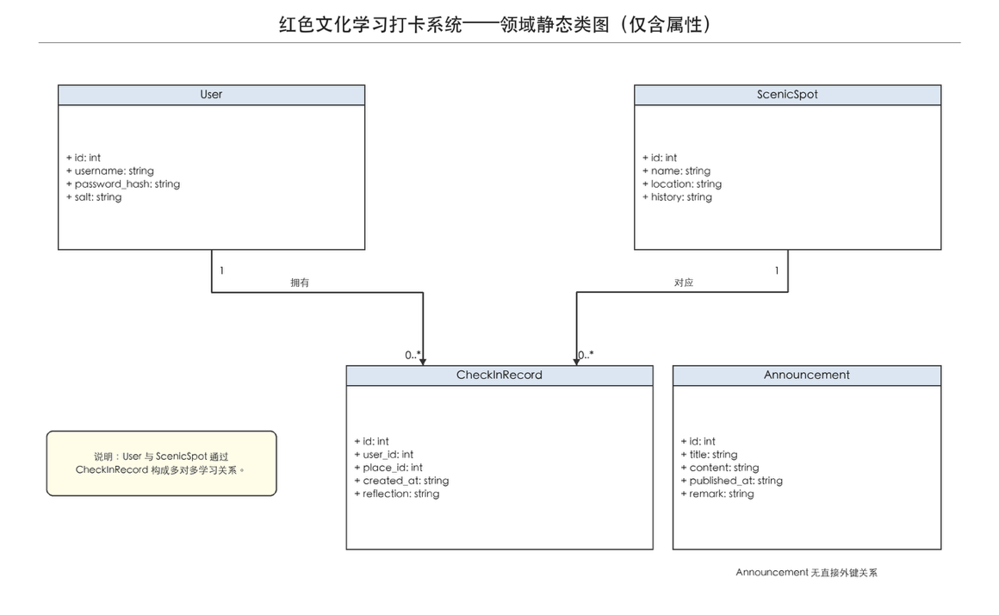 红色文化学习打卡系统——领域静态类图（仅含属性）
User
+ id: int
+ username: string
+ password_hash: string
+ salt: string
ScenicSpot
+ id: int
+ name: string
+ location: string
+ history: string
1
拥有
0..*
1
对应
0..*
CheckInRecord
+ id: int
+ user_id: int
+ place_id: int
+ created_at: string
+ reflection: string
Announcement
+ id: int
+ title: string
+ content: string
+ published_at: string
+ remark: string
说明：User 与 ScenicSpot 通过
CheckInRecord 构成多对多学习关系。
Announcement 无直接外键关系